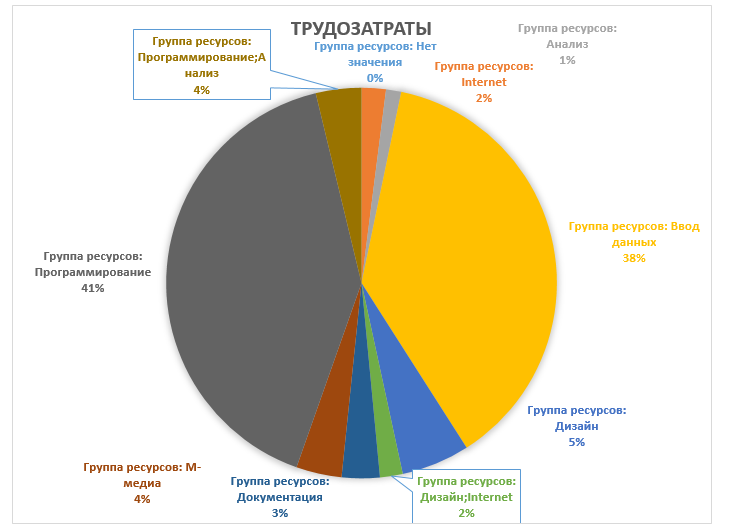 ТРУДОЗАТРАТЫ
Группа ресурсов: Нет
значения
0%
Группа ресурсов:
Internet
2%
Группа ресурсов:
Анализ
1%
Группа ресурсов: Ввод
данных
38%
Группа ресурсов:
Дизайн
5%
Группа ресурсов:
Дизайн;Internet
2%
Группа ресурсов:
Документация
3%
Группа ресурсов: М-
медиа
4%
Группа ресурсов:
Программирование
41%
Группа ресурсов:
Программирование;А
нализ
4%